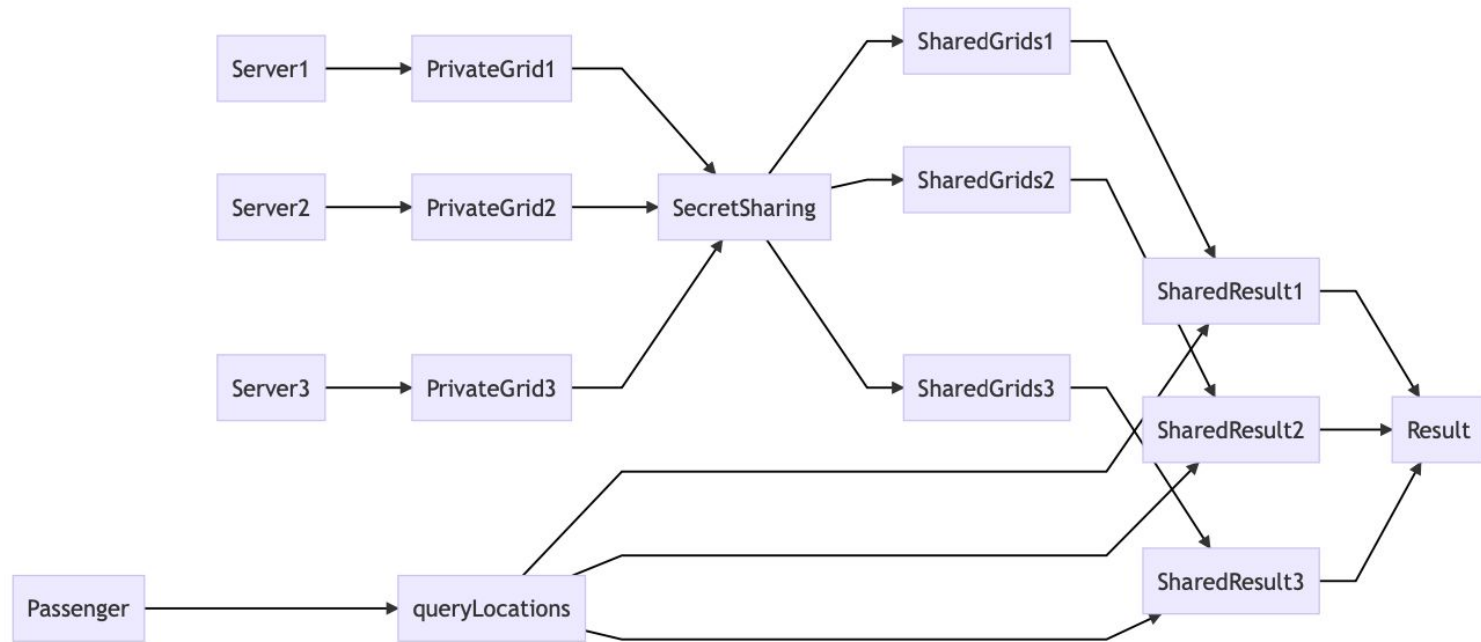 Server1
PrivateGrid1
SharedGrids1
Server2
PrivateGrid2
SecretSharing
SharedGrids2
SharedResult1
Server3
PrivateGrid3
SharedGrids3
SharedResult2
Result
Passenger
queryLocations
SharedResult3